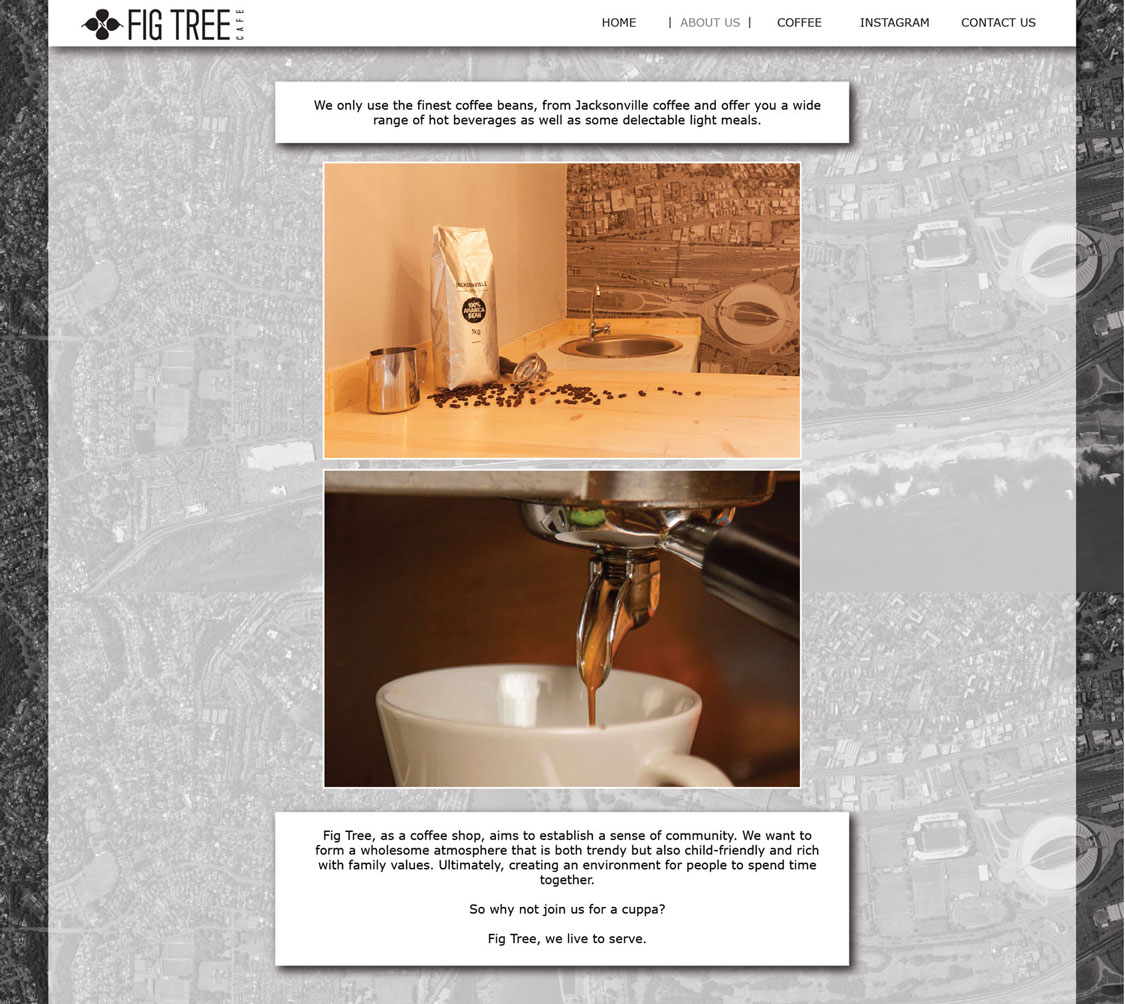 FIG TREE
CAFE
HOME | ABOUT US | COFFEE INSTAGRAM CONTACT US
We only use the finest coffee beans, from Jacksonville coffee and offer you a wide
range of hot beverages as well as some delectable light meals.
JACKSONVILLE
100%
ARABICA
BEAN
1kg
Fig Tree, as a coffee shop, aims to establish a sense of community. We want to
form a wholesome atmosphere that is both trendy but also child-friendly and rich
with family values. Ultimately, creating an environment for people to spend time
together.
So why not join us for a cuppa?
Fig Tree, we live to serve.